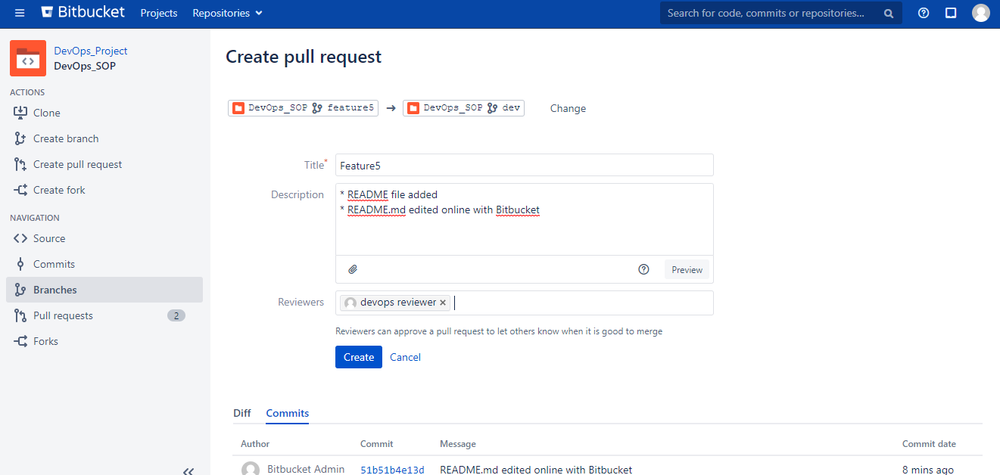 Bitbucket Projects Repositories Search for code, commits or repositories...
DevOps_Project
DevOps_SOP
ACTIONS
Clone
Create branch
Create pull request
Create fork
NAVIGATION
Source
Commits
Branches
Pull requests 2
Forks
Create pull request
DevOps_SOP feature5 → DevOps_SOP dev Change
Title* Feature5
Description * README file added
* README.md edited online with Bitbucket
Preview
Reviewers devops reviewer ×
Reviewers can approve a pull request to let others know when it is good to merge
Create Cancel
Diff Commits
Author Commit Message Commit date
Bitbucket Admin 51b51b4e13d README.md edited online with Bitbucket 8 mins ago